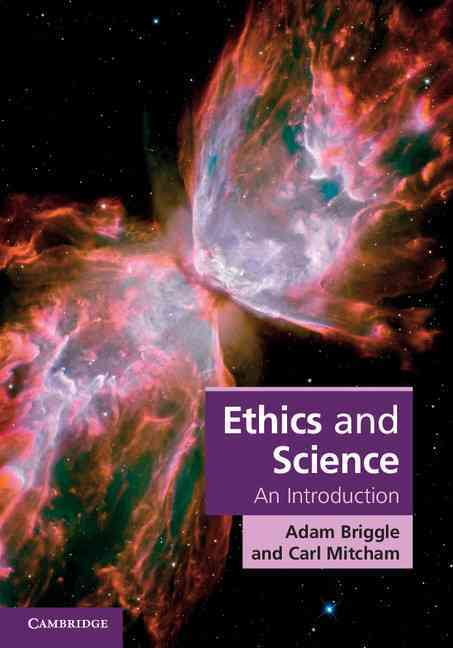 Ethics and
Science
An Introduction
Adam Briggle
and Carl Mitcham
CAMBRIDGE